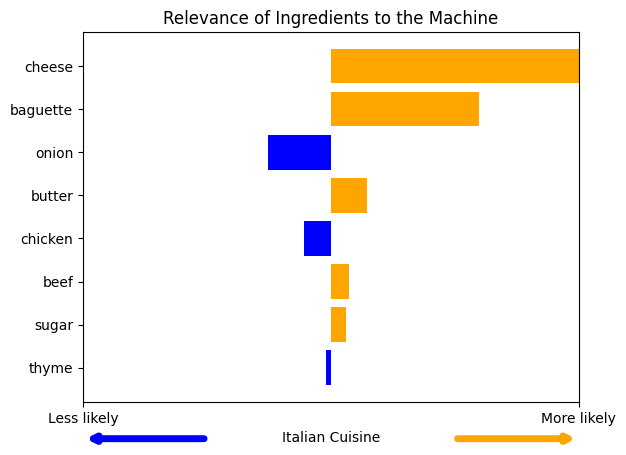 Relevance of Ingredients to the Machine
cheese
baguette
onion
butter
chicken
beef
sugar
thyme
Less likely
More likely
Italian Cuisine